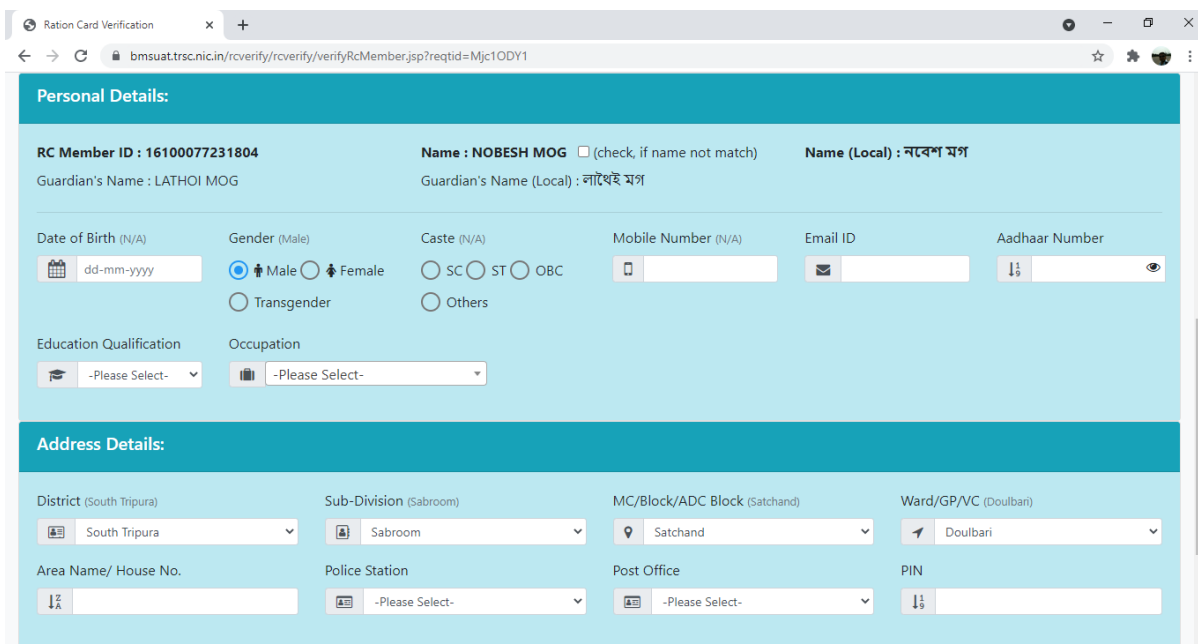 Ration Card Verification
bmsuat.trsc.nic.in/rcverify/rcverify/verifyRcMember.jsp?reqtid=Mjc1ODY1
Personal Details:
RC Member ID : 16100077231804 Name : NOBESH MOG (check, if name not match) Name (Local) : নবেশ মগ
Guardian's Name : LATHOI MOG Guardian's Name (Local) : লাথৈই মগ
Date of Birth (N/A) Gender (Male) Caste (N/A) Mobile Number (N/A) Email ID Aadhaar Number
dd-mm-yyyy Male Female SC ST OBC
Transgender Others
Education Qualification Occupation
-Please Select- -Please Select-
Address Details:
District (South Tripura) Sub-Division (Sabroom) MC/Block/ADC Block (Satchand) Ward/GP/VC (Doulbari)
South Tripura Sabroom Satchand Doulbari
Area Name/ House No. Police Station Post Office PIN
-Please Select- -Please Select-